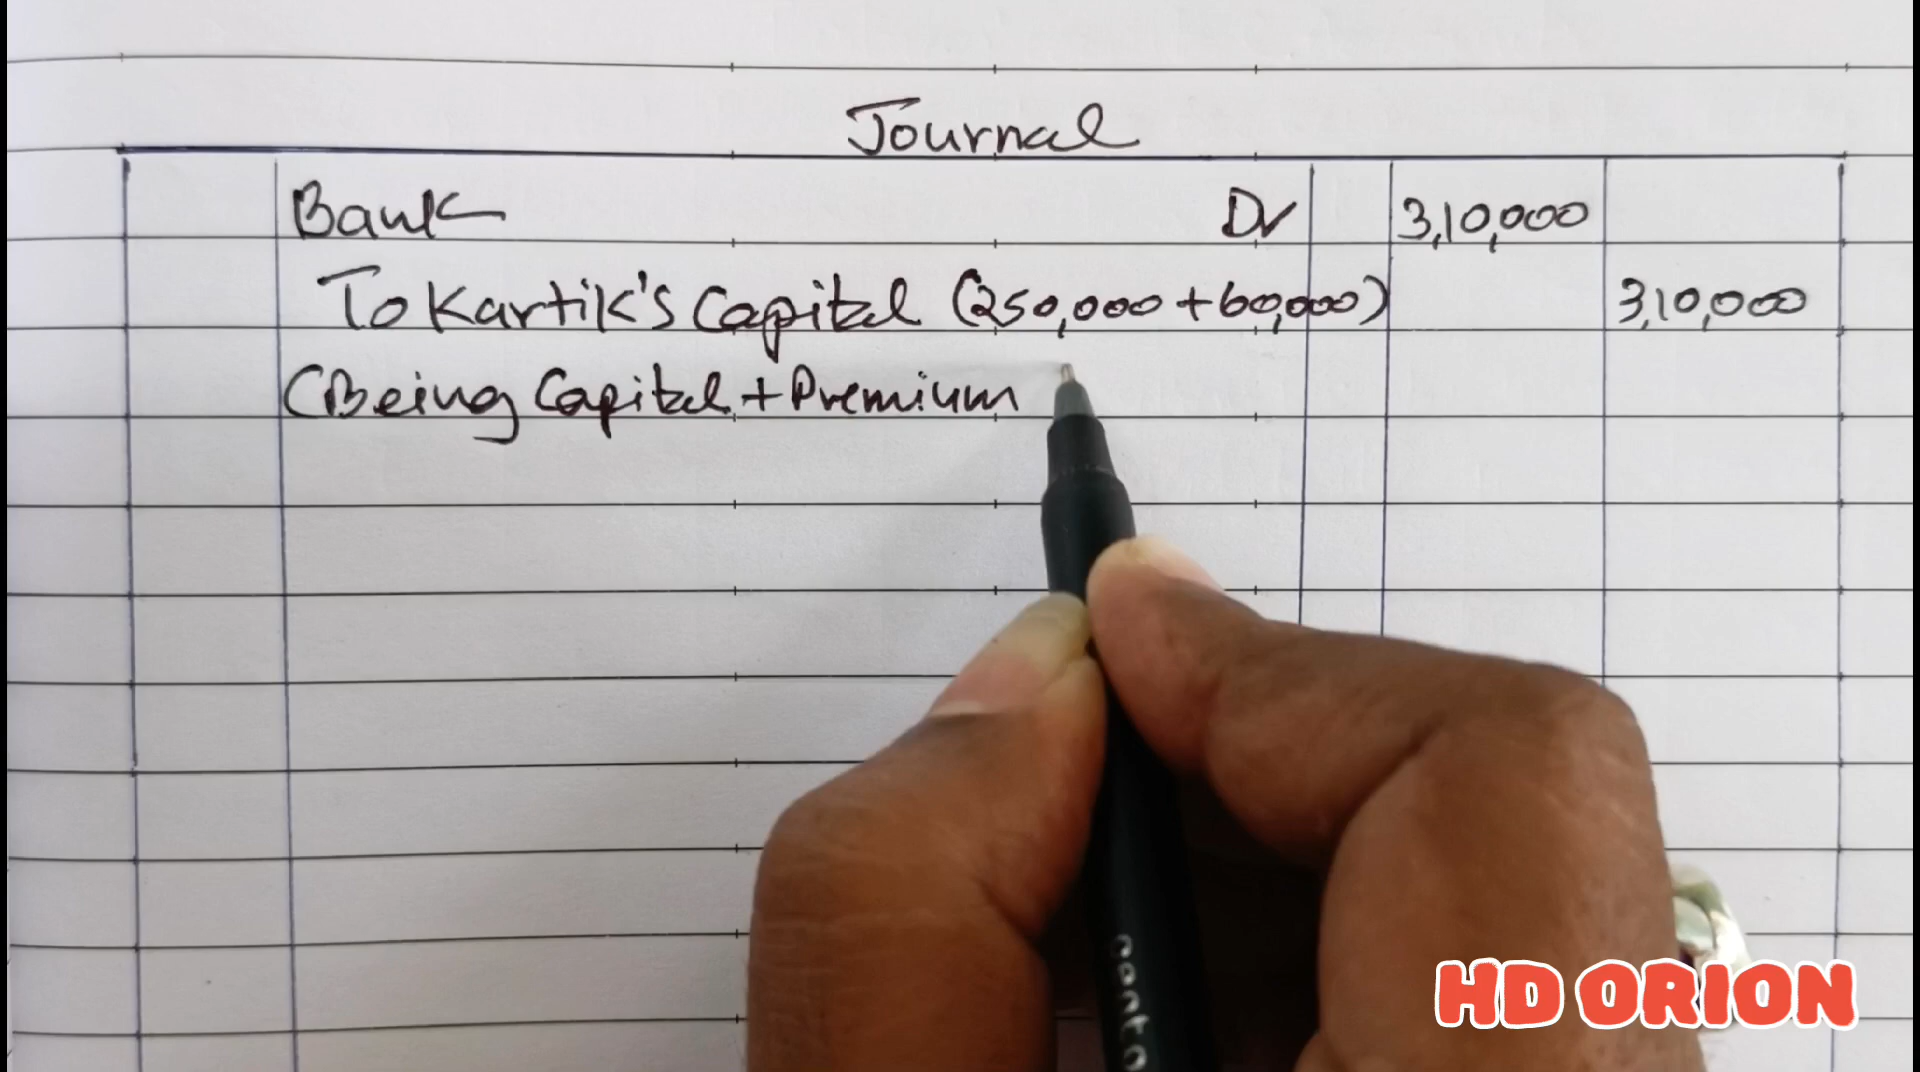 Journal
Bank Dr 3,10,000
To Kartik's Capital (250,000 + 60,000) 3,10,000
(Being Capital + Premium
cento
HD ORION